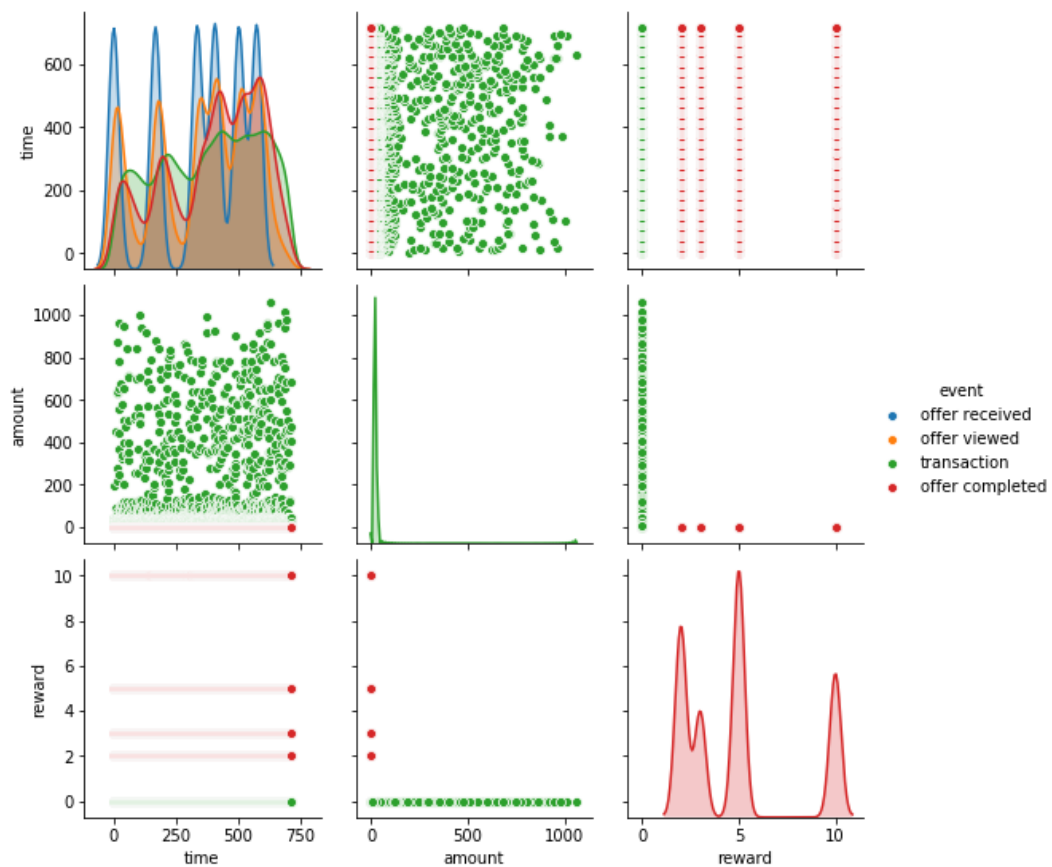 600
400
200
0
time
1000
800
600
400
200
0
amount
10
8
6
4
2
0
reward
0 250 500 750
time
0 500 1000
amount
0 5 10
reward
event
offer received
offer viewed
transaction
offer completed